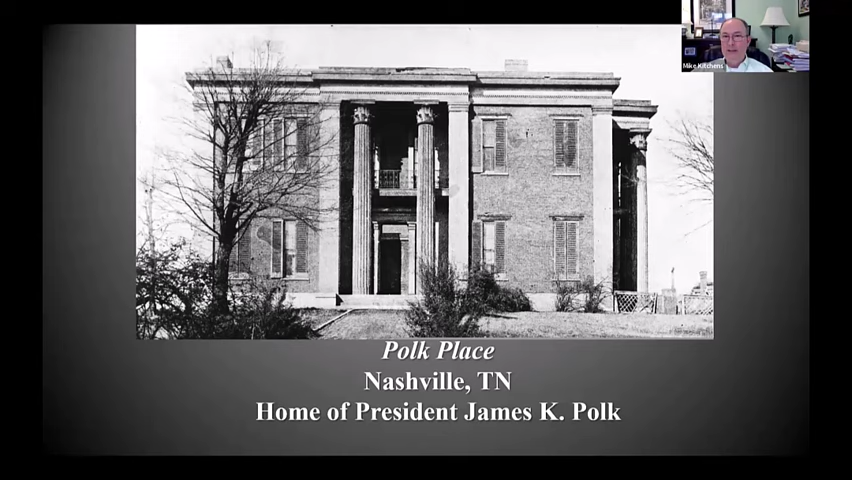 Mike Kitchens
Polk Place
Nashville, TN
Home of President James K. Polk